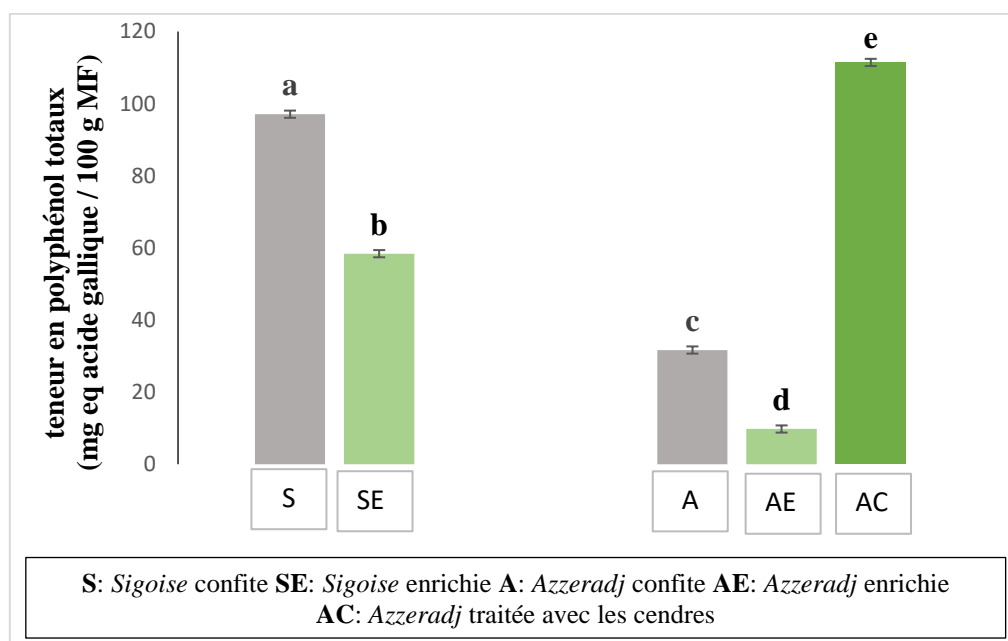 teneur en polyphénol totaux
(mg eq acide gallique / 100 g MF)
120
100
80
60
40
20
0
a
b
c
d
e
S
SE
A
AE
AC
S: Sigoise confite SE: Sigoise enrichie A: Azzeradj confite AE: Azzeradj enrichie
AC: Azzeradj traitée avec les cendres